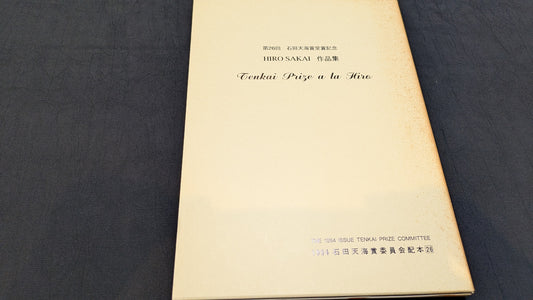 第26回 石田天海賞受賞記念
HIRO SAKAI 作品集
Tenkai Prize a la Hiro
1994 ISSUE TENKAI PRIZE COMMITTEE
1994 石田天海賞委員会配本26